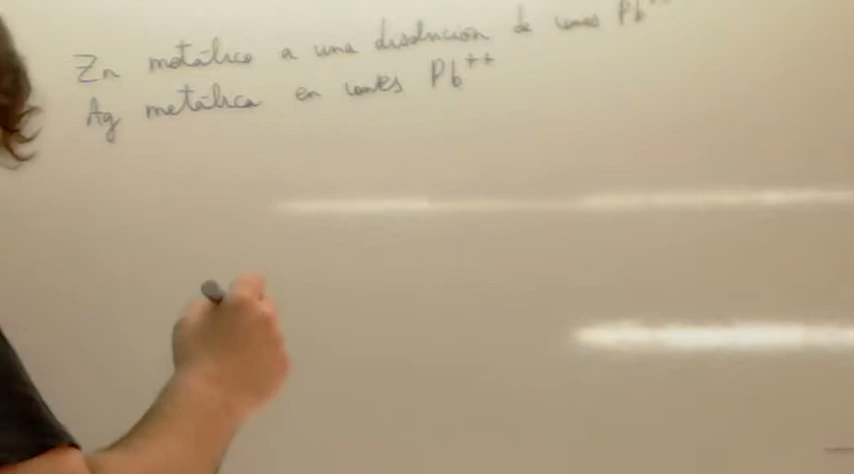 Zn metálico a una disolución de iones Pb++
Ag metálica en iones Pb++